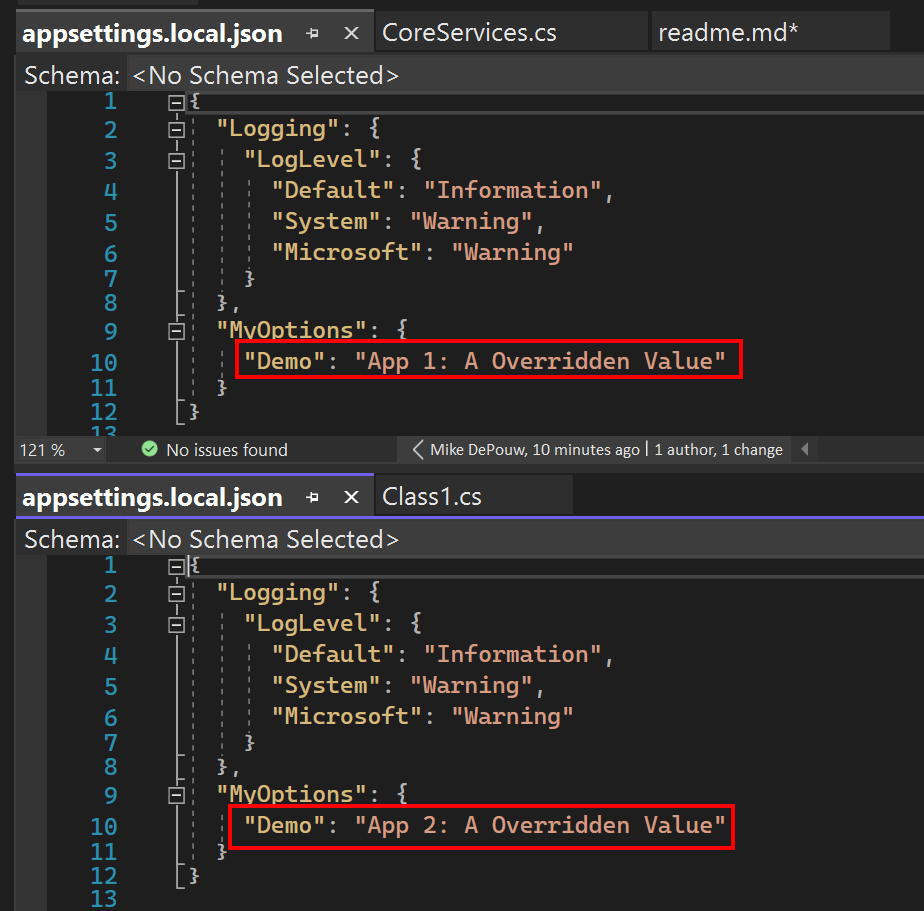 appsettings.local.json CoreServices.cs readme.md*
Schema: <No Schema Selected>
1 {
2 "Logging": {
3 "LogLevel": {
4 "Default": "Information",
5 "System": "Warning",
6 "Microsoft": "Warning"
7 }
8 },
9 "MyOptions": {
10 "Demo": "App 1: A Overridden Value"
11 }
12 }
13
121 % No issues found Mike DePouw, 10 minutes ago | 1 author, 1 change
appsettings.local.json Class1.cs
Schema: <No Schema Selected>
1 {
2 "Logging": {
3 "LogLevel": {
4 "Default": "Information",
5 "System": "Warning",
6 "Microsoft": "Warning"
7 }
8 },
9 "MyOptions": {
10 "Demo": "App 2: A Overridden Value"
11 }
12 }
13